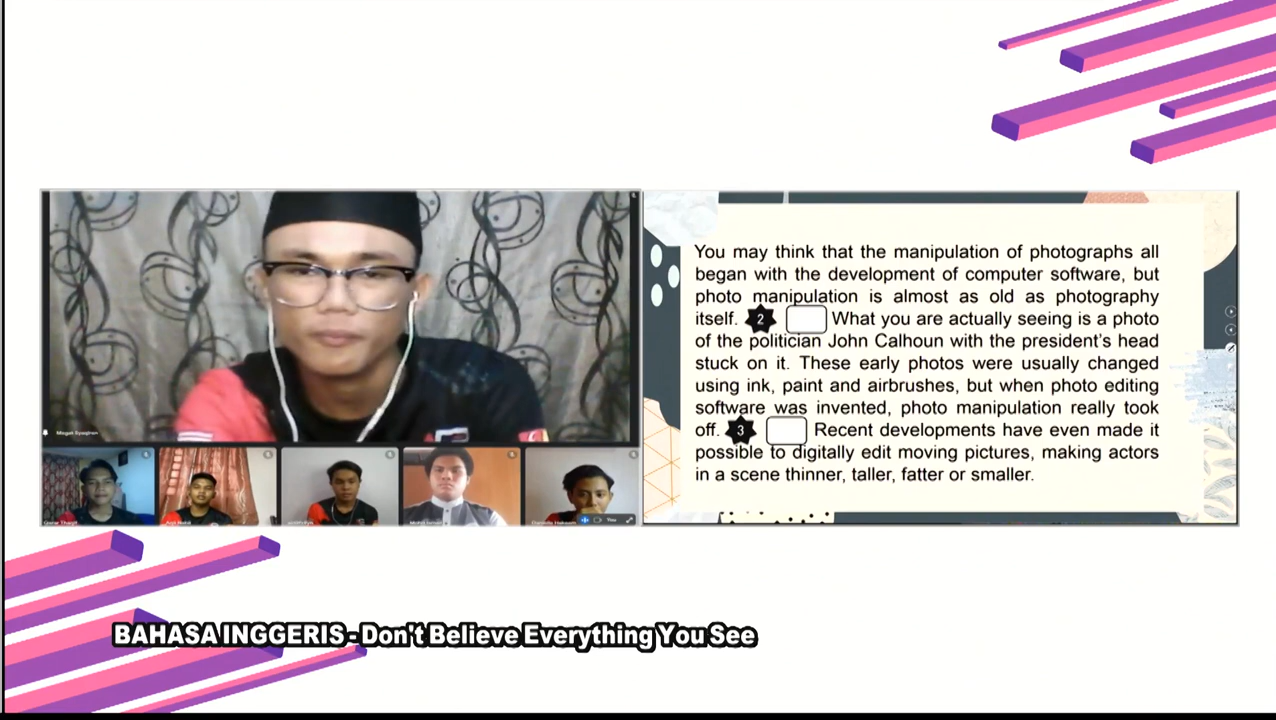 You may think that the manipulation of photographs all
began with the development of computer software, but
photo manipulation is almost as old as photography
itself. 2 What you are actually seeing is a photo
of the politician John Calhoun with the president's head
stuck on it. These early photos were usually changed
using ink, paint and airbrushes, but when photo editing
software was invented, photo manipulation really took
off. 3 Recent developments have even made it
possible to digitally edit moving pictures, making actors
in a scene thinner, taller, fatter or smaller.
You
BAHASA INGGERIS - Don't Believe Everything You See